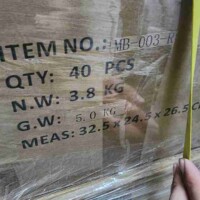 ITEM NO.: MB-003-R
QTY: 40 PCS
N.W: 3.8 KG
G.W: 5.0 KG
MEAS: 32.5 x 24.5 x 26.5 C